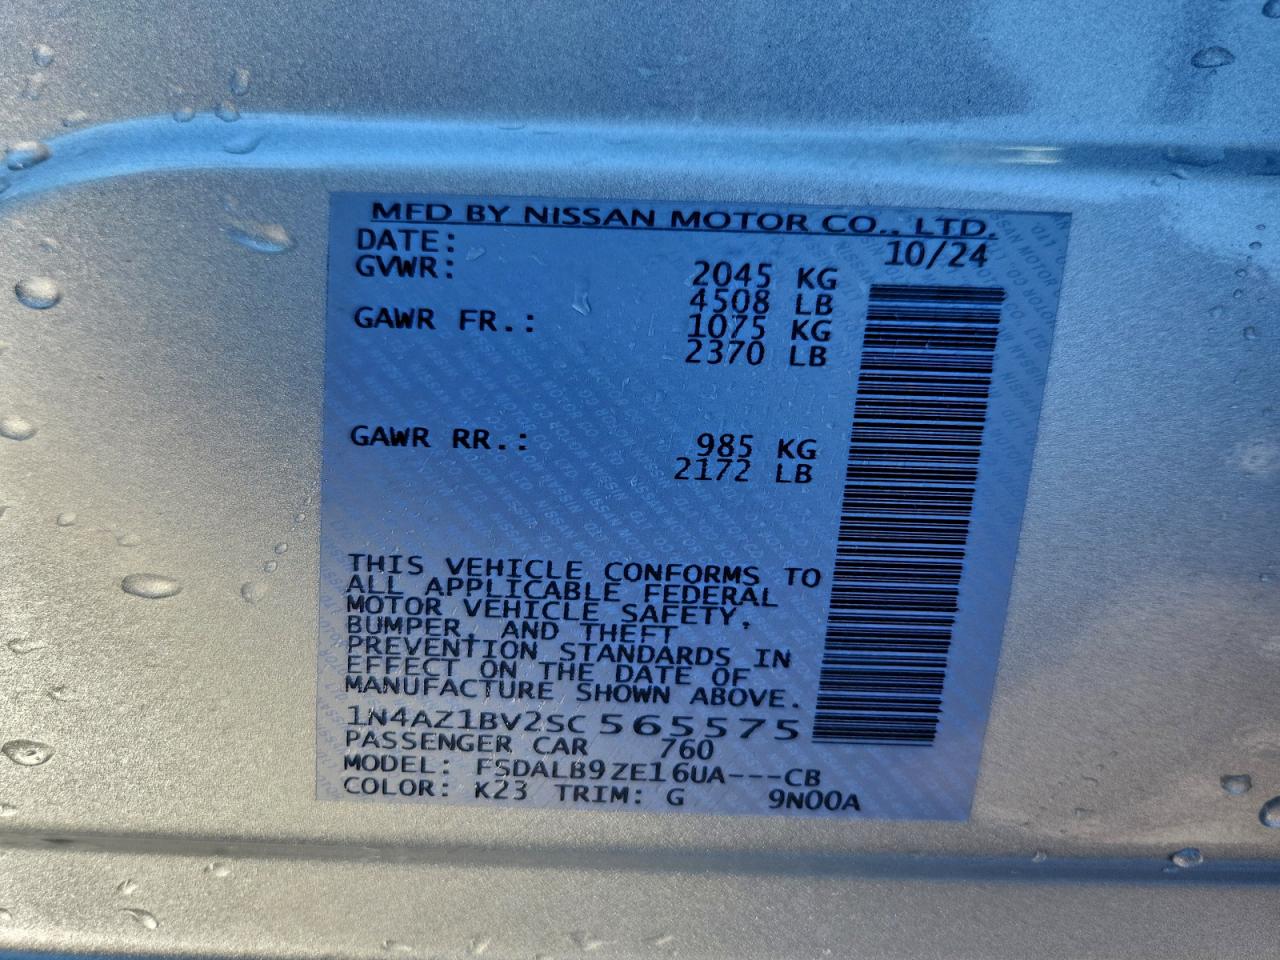 MFD BY NISSAN MOTOR CO., LTD.
DATE: 10/24
GVWR: 2045 KG
4508 LB
GAWR FR.: 1075 KG
2370 LB
GAWR RR.: 985 KG
2172 LB
THIS VEHICLE CONFORMS TO
ALL APPLICABLE FEDERAL
MOTOR VEHICLE SAFETY,
BUMPER, AND THEFT
PREVENTION STANDARDS IN
EFFECT ON THE DATE OF
MANUFACTURE SHOWN ABOVE.
1N4AZ1BV2SC565575
PASSENGER CAR 760
MODEL: FSDALB9ZE16UA---CB
COLOR: K23 TRIM: G 9N00A